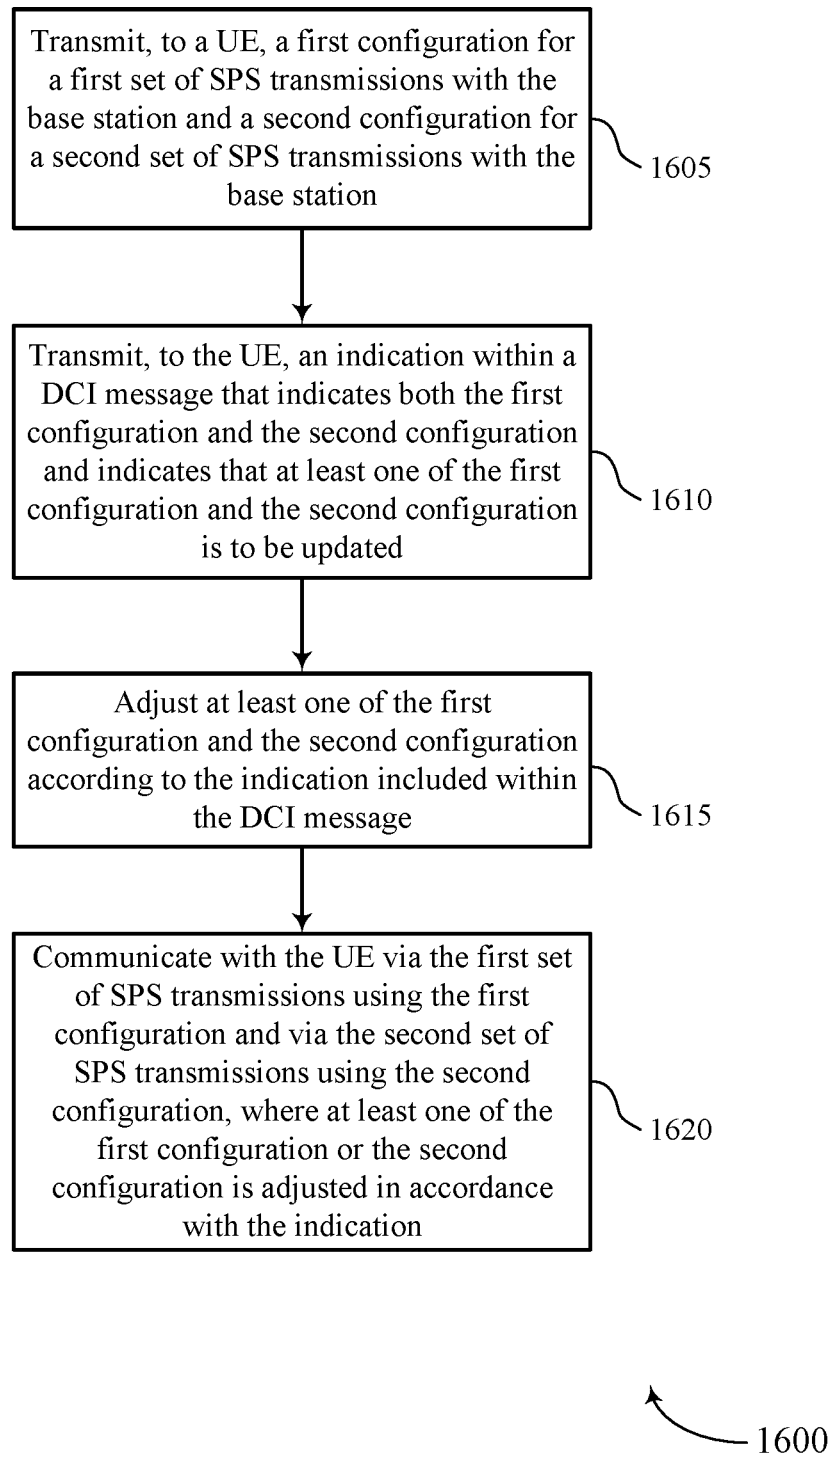 Transmit, to a UE, a first configuration for
a first set of SPS transmissions with the
base station and a second configuration for
a second set of SPS transmissions with the
base station
1605
Transmit, to the UE, an indication within a
DCI message that indicates both the first
configuration and the second configuration
and indicates that at least one of the first
configuration and the second configuration
is to be updated
1610
Adjust at least one of the first
configuration and the second configuration
according to the indication included within
the DCI message
1615
Communicate with the UE via the first set
of SPS transmissions using the first
configuration and via the second set of
SPS transmissions using the second
configuration, where at least one of the
first configuration or the second
configuration is adjusted in accordance
with the indication
1620
1600